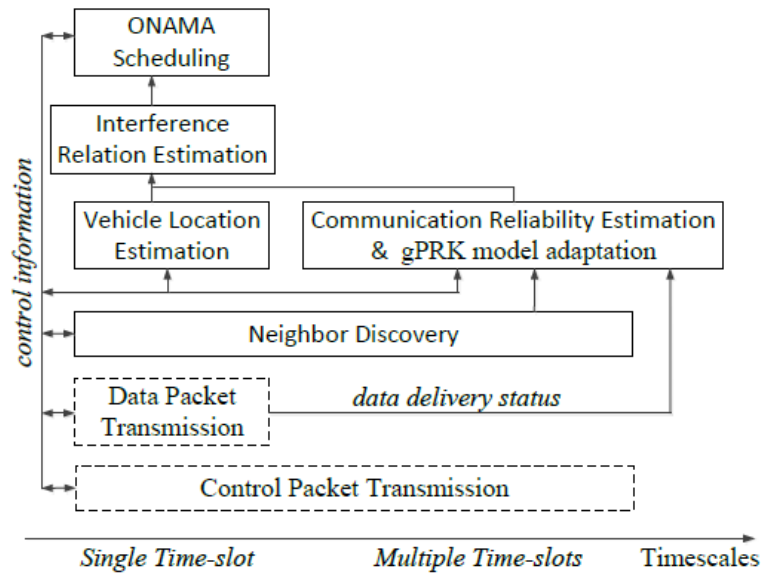 ONAMA
Scheduling
Interference
Relation Estimation
Vehicle Location
Estimation
Communication Reliability Estimation
& gPRK model adaptation
control information
Neighbor Discovery
Data Packet
Transmission
data delivery status
Control Packet Transmission
Single Time-slot
Multiple Time-slots
Timescales